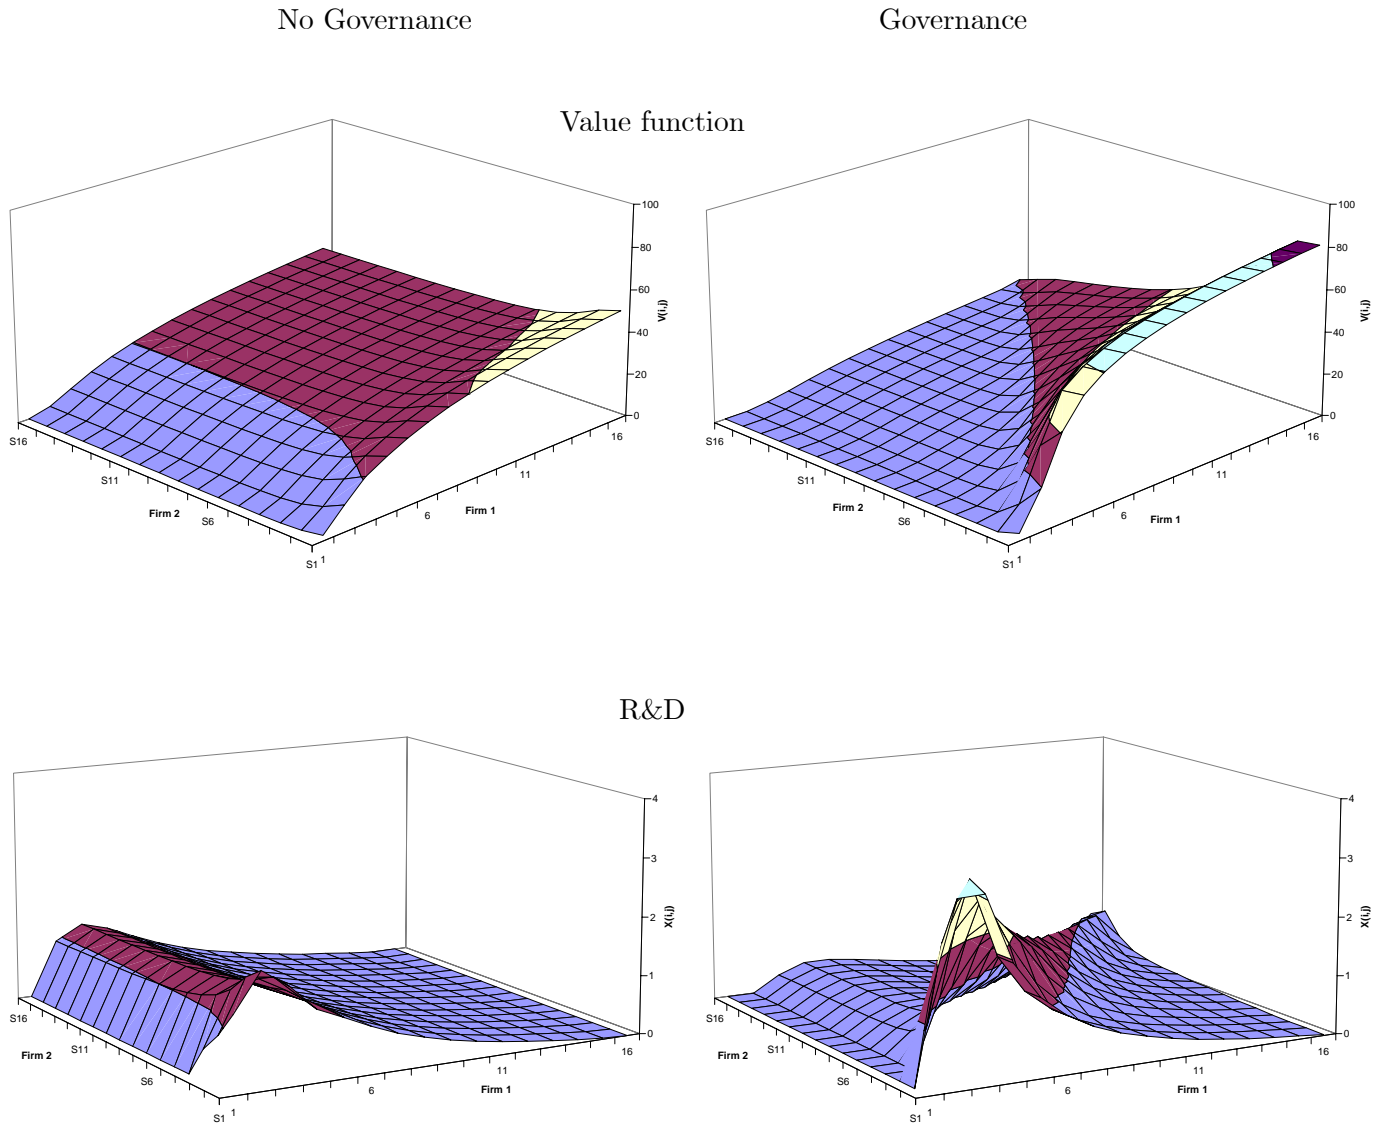 No Governance
Governance
Value function
100
80
60
40
20
0
V(i,j)
S16
S11
Firm 2
S6
S1
1
6
Firm 1
11
16
100
80
60
40
20
0
V(i,j)
S16
S11
Firm 2
S6
S1
1
6
Firm 1
11
16
R&D
4
3
2
1
0
X(i,j)
S16
Firm 2
S11
S6
S1
1
6
11
Firm 1
16
4
3
2
1
0
X(i,j)
S16
Firm 2
S11
S6
S1
1
6
11
Firm 1
16